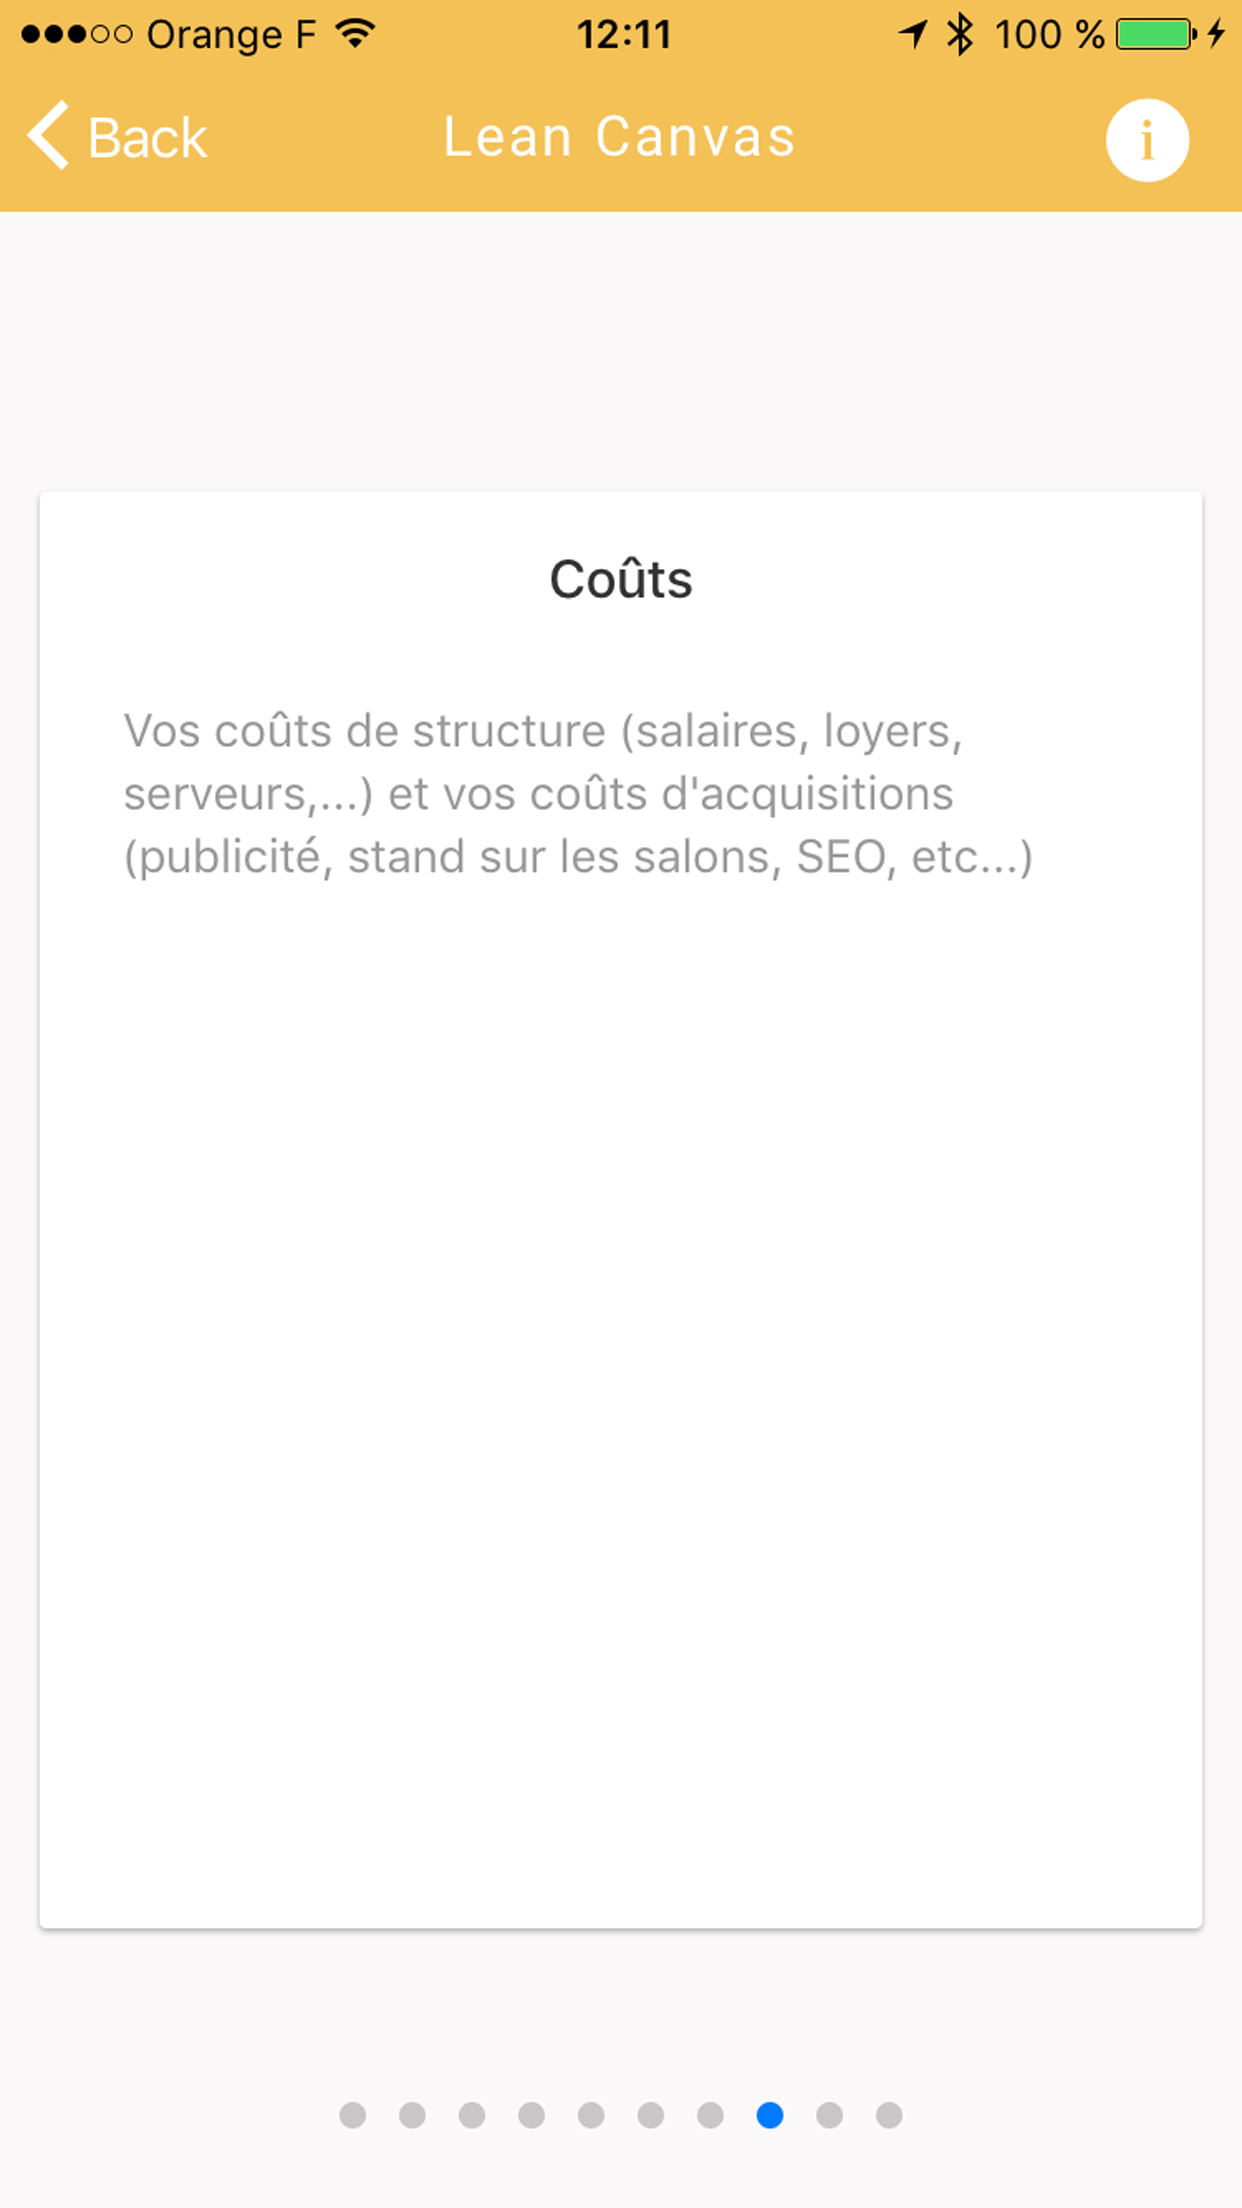 Orange F 12:11 100 %
Back Lean Canvas i
Coûts
Vos coûts de structure (salaires, loyers,
serveurs,...) et vos coûts d'acquisitions
(publicité, stand sur les salons, SEO, etc...)